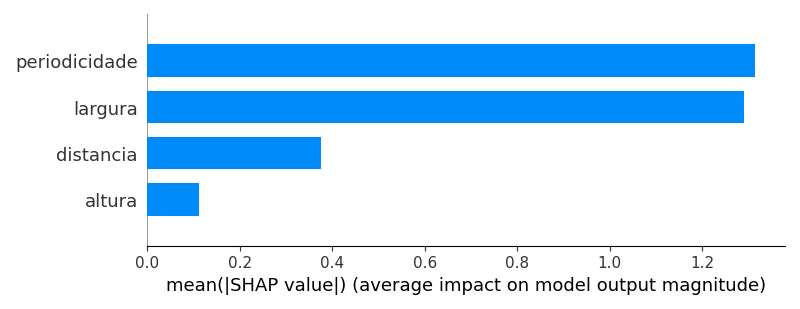 periodicidade
largura
distancia
altura
0.0 0.2 0.4 0.6 0.8 1.0 1.2
mean(|SHAP value|) (average impact on model output magnitude)